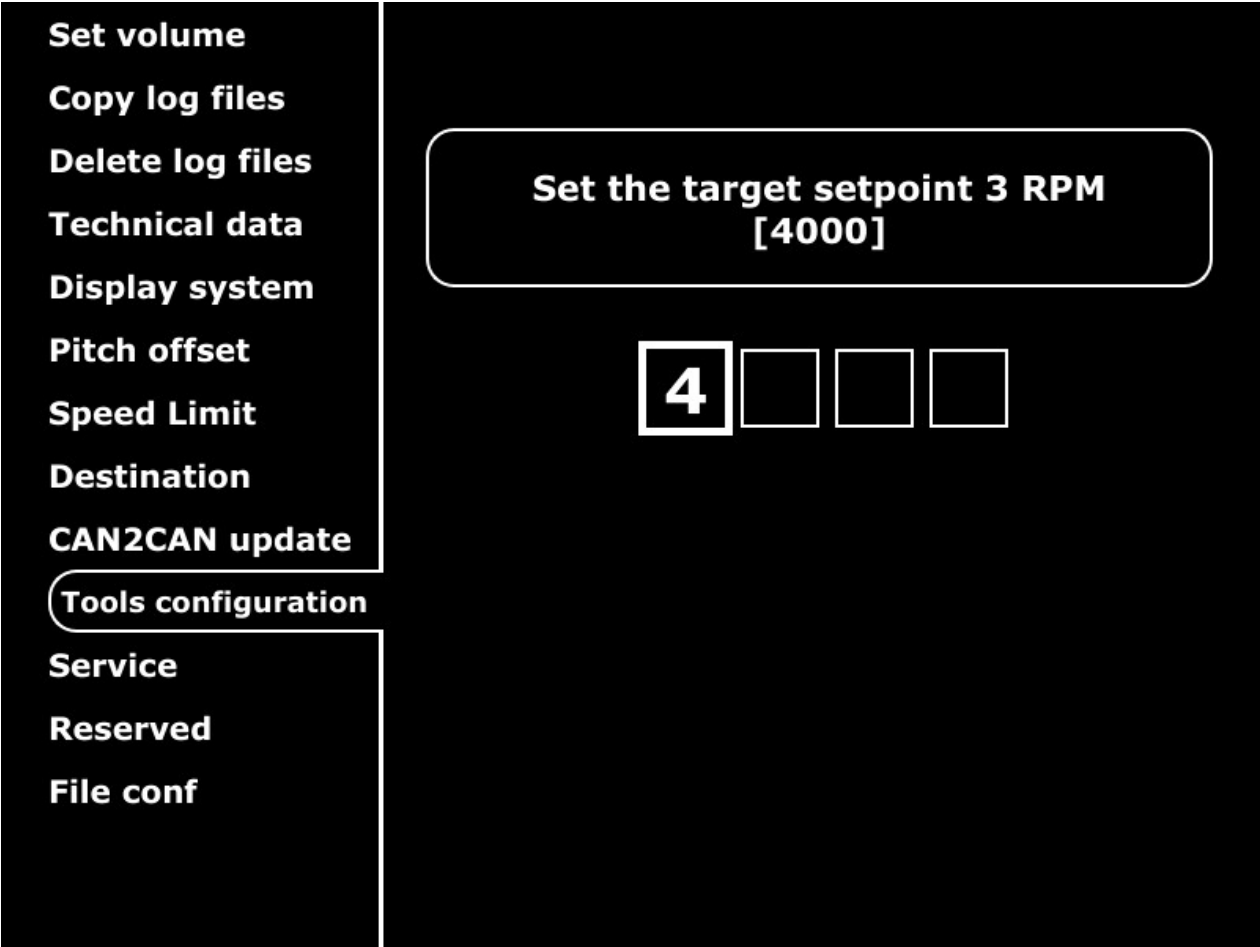 Set volume
Copy log files
Delete log files
Technical data
Display system
Pitch offset
Speed Limit
Destination
CAN2CAN update
Tools configuration
Service
Reserved
File conf
Set the target setpoint 3 RPM
[4000]
4